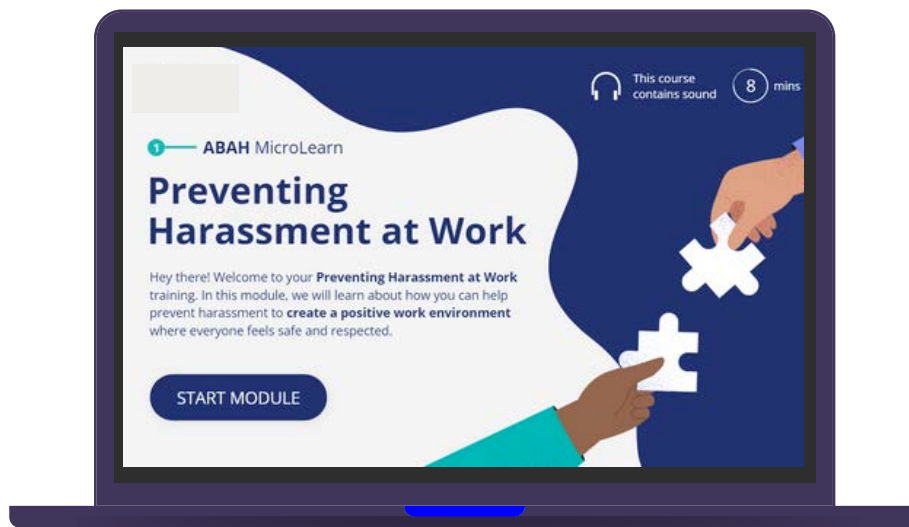 This course
contains sound
8 mins
1 ABAH MicroLearn
Preventing
Harassment at Work
Hey there! Welcome to your Preventing Harassment at Work
training. In this module, we will learn about how you can help
prevent harassment to create a positive work environment
where everyone feels safe and respected.
START MODULE